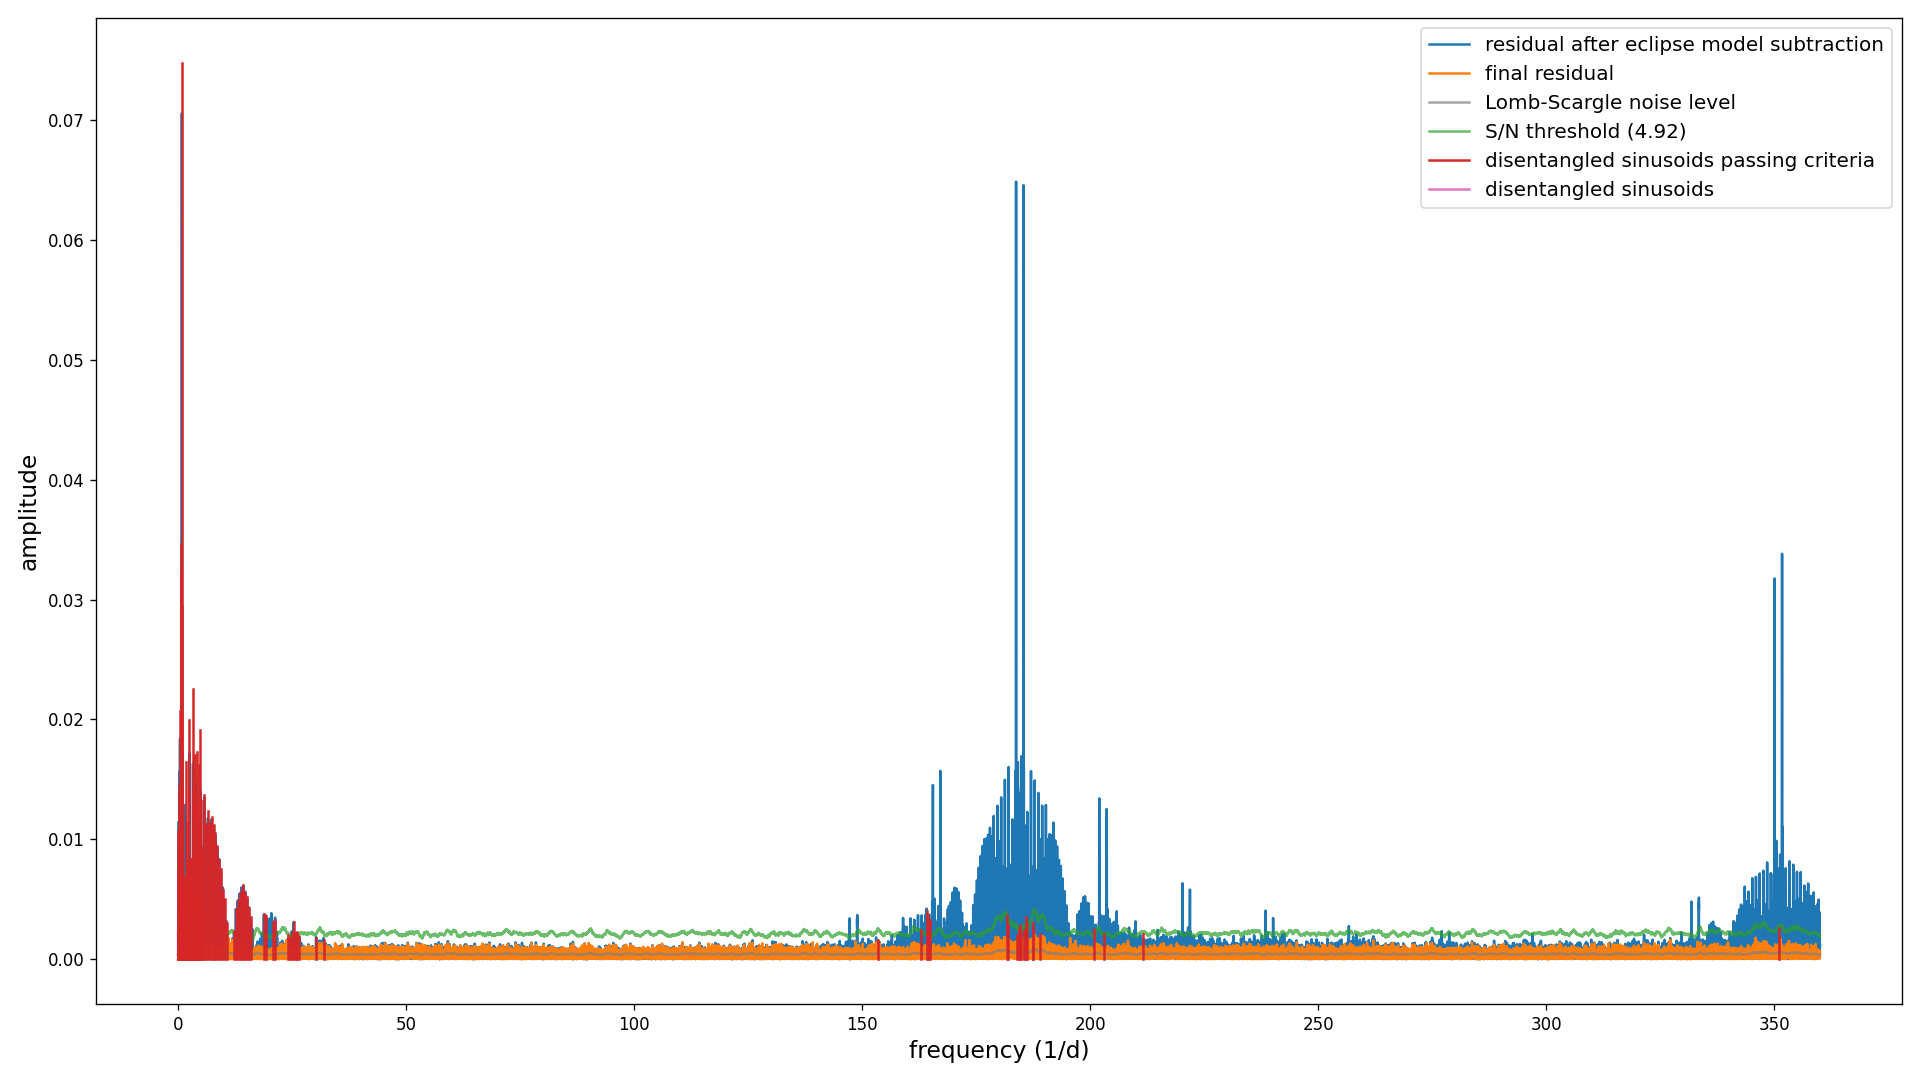 residual after eclipse model subtraction
final residual
Lomb-Scargle noise level
S/N threshold (4.92)
disentangled sinusoids passing criteria
disentangled sinusoids
amplitude
0.07
0.06
0.05
0.04
0.03
0.02
0.01
0.00
0 50 100 150 200 250 300 350
frequency (1/d)